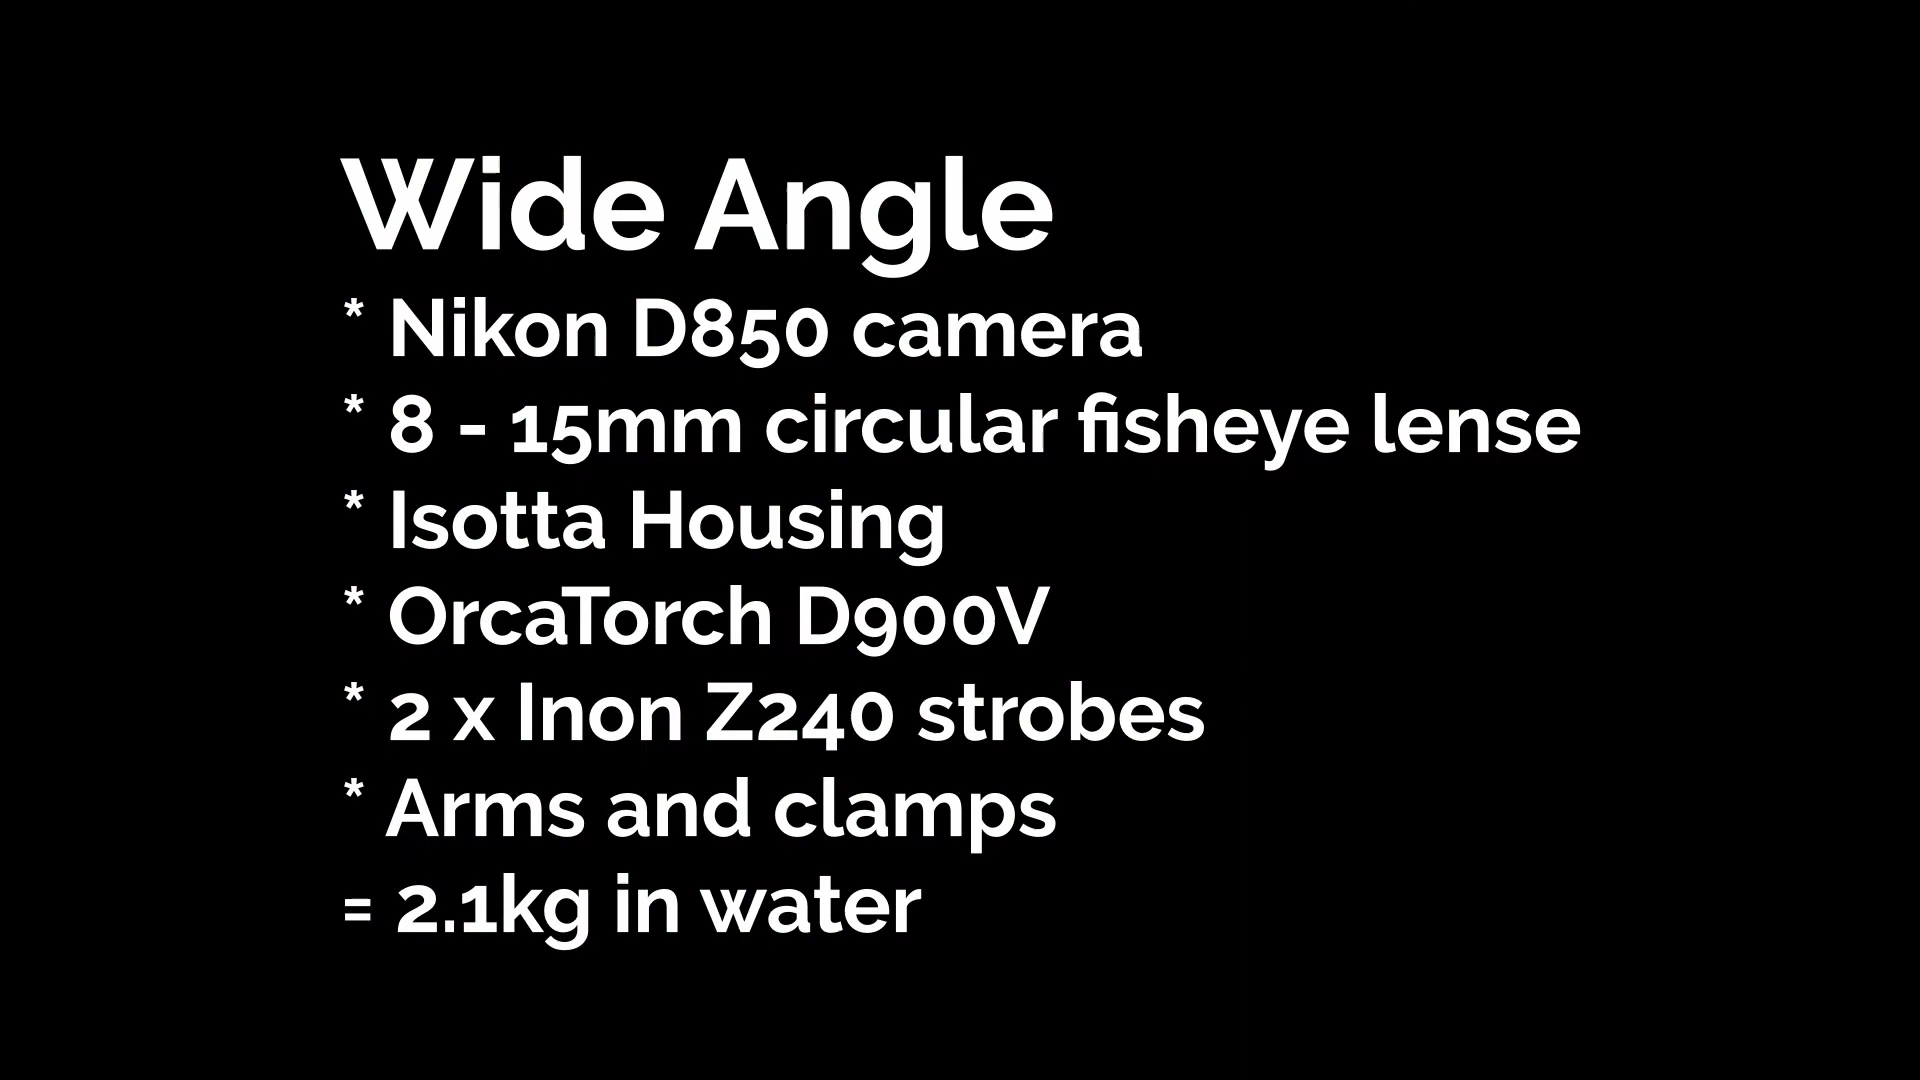 Wide Angle
* Nikon D850 camera
* 8 - 15mm circular fisheye lense
* Isotta Housing
* OrcaTorch D900V
* 2 x Inon Z240 strobes
* Arms and clamps
= 2.1kg in water